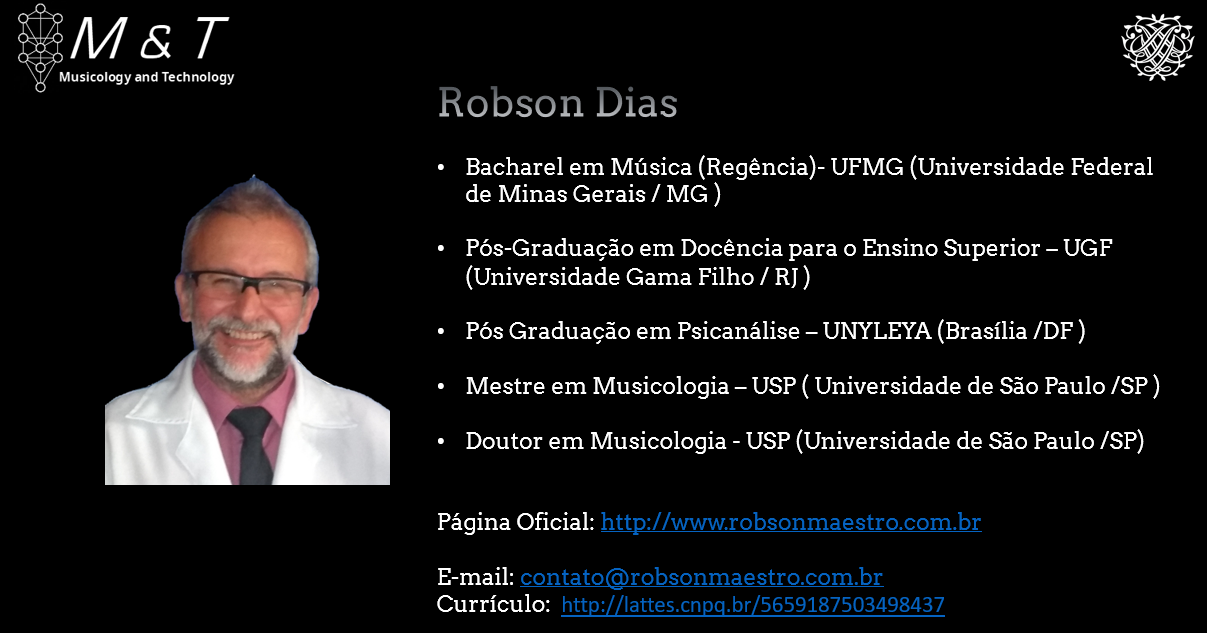 M & T
Musicology and Technology
Robson Dias
• Bacharel em Música (Regência)- UFMG (Universidade Federal
de Minas Gerais / MG )
• Pós-Graduação em Docência para o Ensino Superior – UGF
(Universidade Gama Filho / RJ )
• Pós Graduação em Psicanálise – UNYLEYA (Brasília /DF )
• Mestre em Musicologia – USP ( Universidade de São Paulo /SP )
• Doutor em Musicologia - USP (Universidade de São Paulo /SP)
Página Oficial: http://www.robsonmaestro.com.br
E-mail: contato@robsonmaestro.com.br
Currículo: http://lattes.cnpq.br/5659187503498437